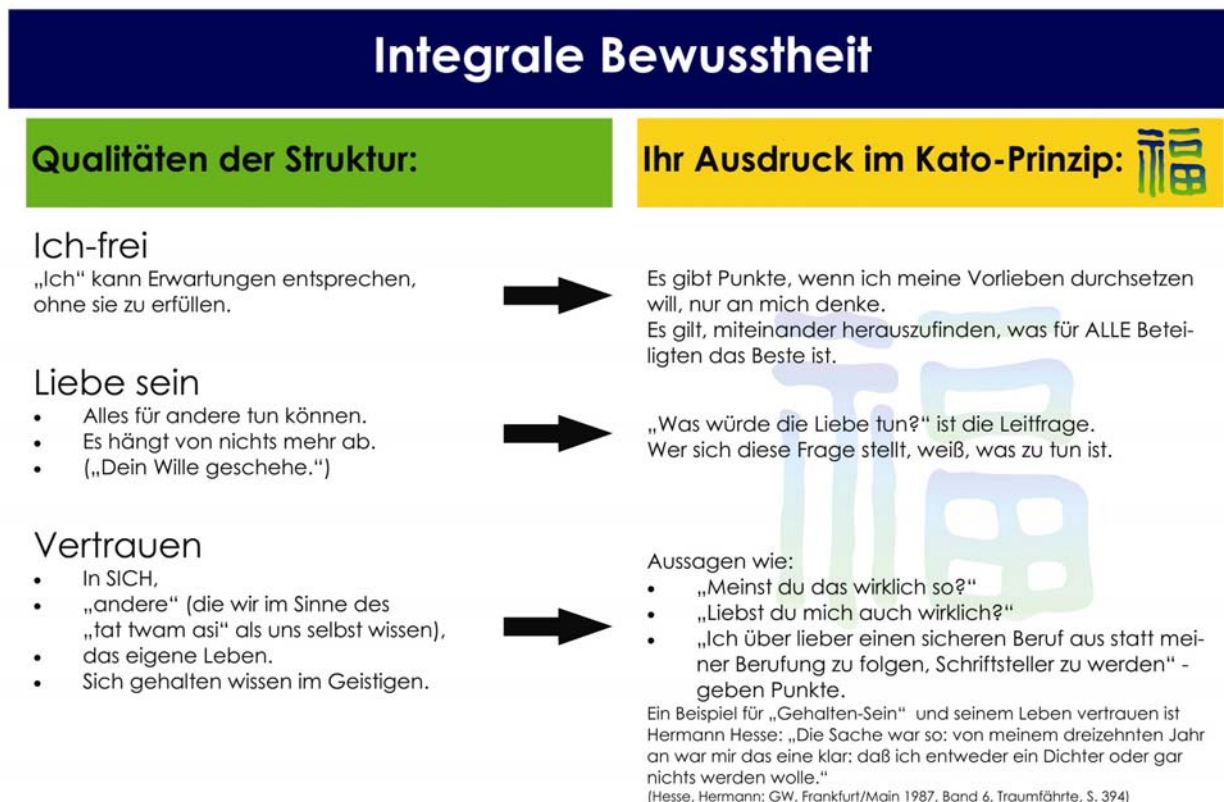 Integrale Bewusstheit
Qualitäten der Struktur:
Ihr Ausdruck im Kato-Prinzip: 福
Ich-frei
„Ich“ kann Erwartungen entsprechen,
ohne sie zu erfüllen.
Es gibt Punkte, wenn ich meine Vorlieben durchsetzen
will, nur an mich denke.
Es gilt, miteinander herauszufinden, was für ALLE Betei-
ligten das Beste ist.
Liebe sein
• Alles für andere tun können.
• Es hängt von nichts mehr ab.
• („Dein Wille geschehe.“)
„Was würde die Liebe tun?“ ist die Leitfrage.
Wer sich diese Frage stellt, weiß, was zu tun ist.
Vertrauen
• In SICH,
• „andere“ (die wir im Sinne des
„tat twam asi“ als uns selbst wissen),
• das eigene Leben.
• Sich gehalten wissen im Geistigen.
Aussagen wie:
• „Meinst du das wirklich so?“
• „Liebst du mich auch wirklich?“
• „Ich über lieber einen sicheren Beruf aus statt mei-
ner Berufung zu folgen, Schriftsteller zu werden“ -
geben Punkte.
Ein Beispiel für „Gehalten-Sein“ und seinem Leben vertrauen ist
Hermann Hesse: „Die Sache war so: von meinem dreizehnten Jahr
an war mir das eine klar: daß ich entweder ein Dichter oder gar
nichts werden wolle.“
(Hesse, Hermann: GW, Frankfurt/Main 1987, Band 6, Traumfährte, S. 394)
福